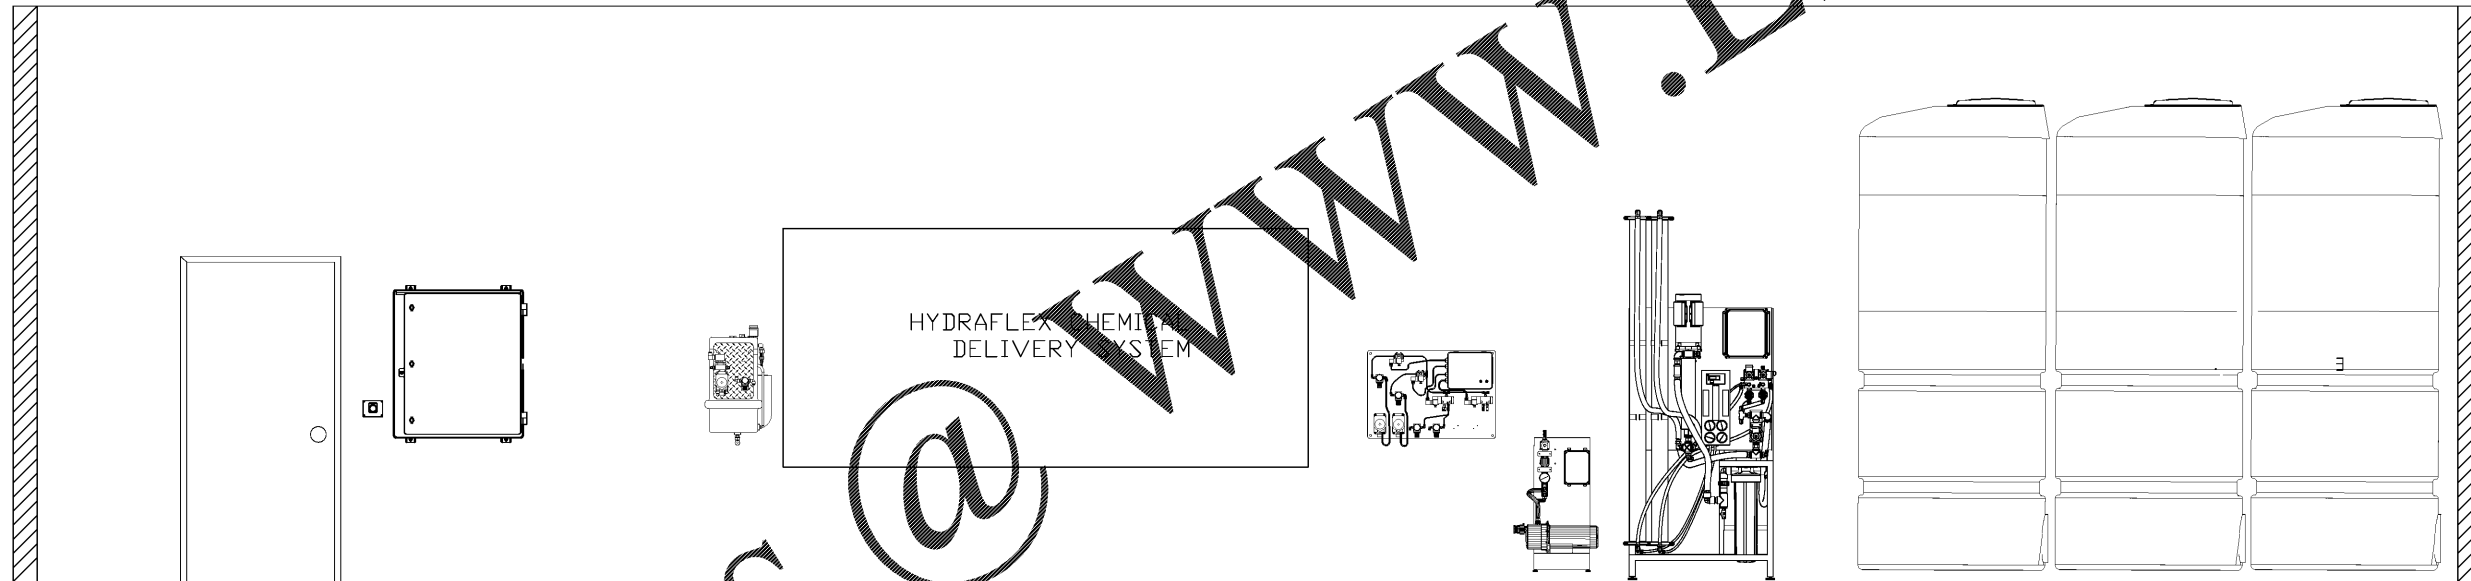 HYDRAFLEX CHEMICAL
DELIVERY SYSTEM
@ WWW.